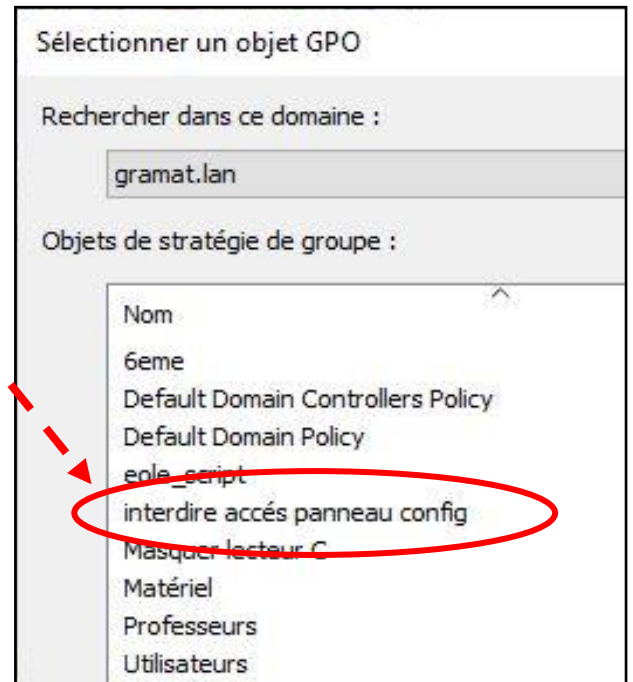 Sélectionner un objet GPO
Rechercher dans ce domaine :
gramat.lan
Objets de stratégie de groupe :
Nom
6eme
Default Domain Controllers Policy
Default Domain Policy
eole_script
interdire accés panneau config
Masquer lecteur C
Matériel
Professeurs
Utilisateurs